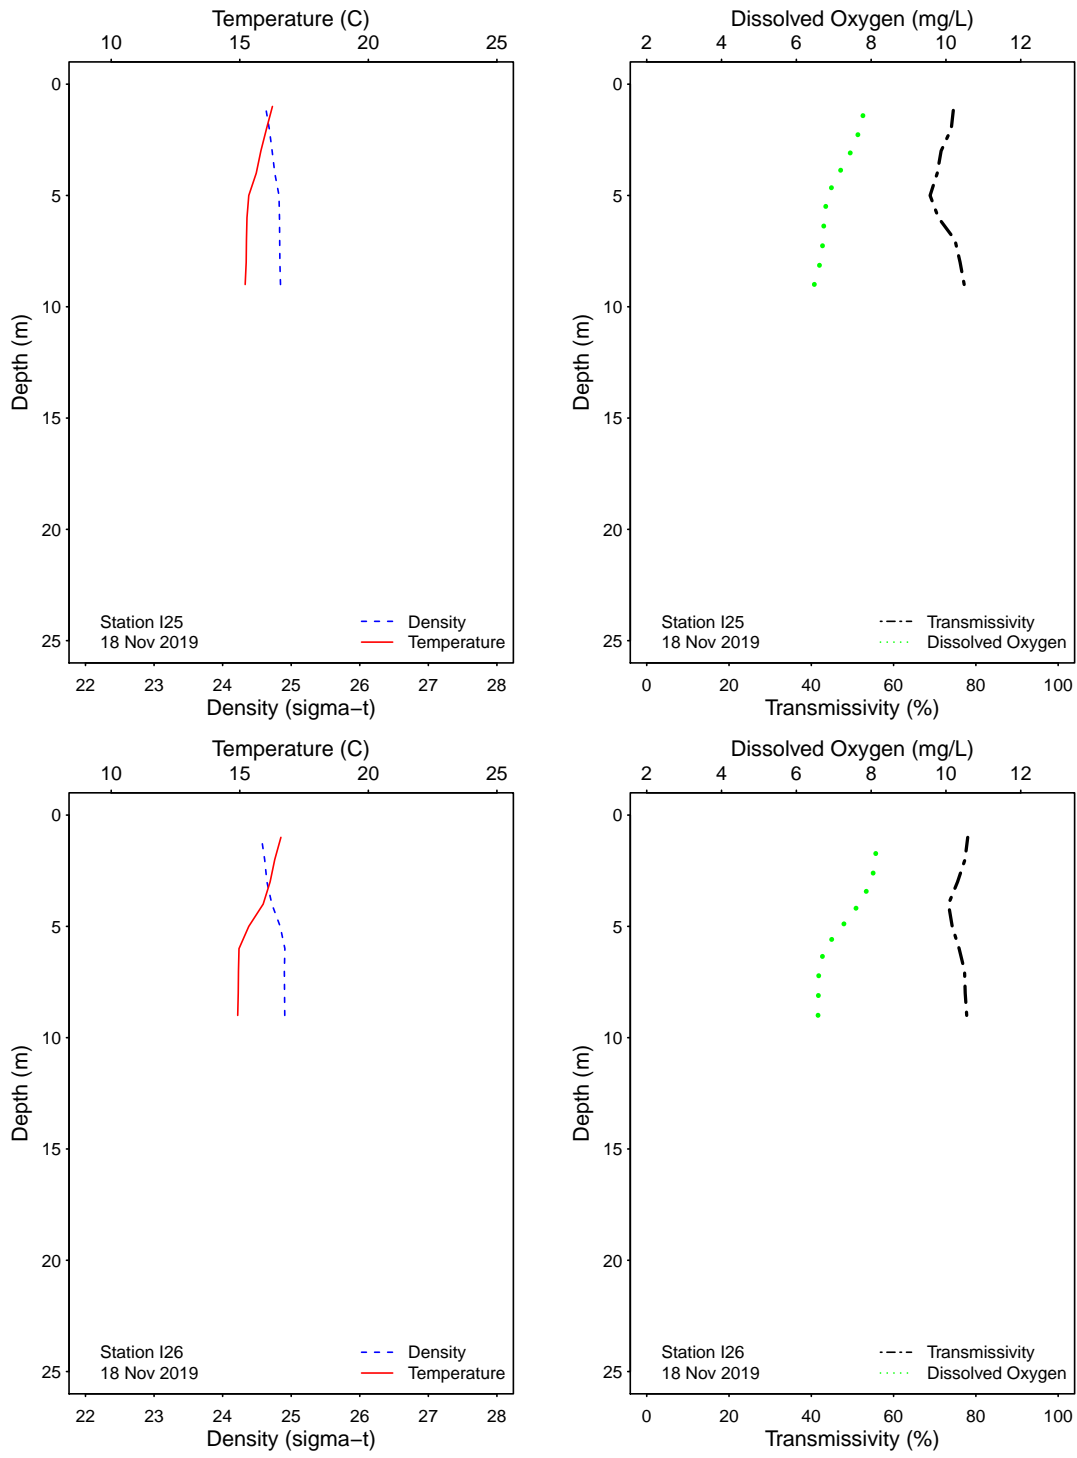 Temperature (C)
10 15 20 25
0
5
10
15
20
25
Depth (m)
Station I25
18 Nov 2019
Density
Temperature
22 23 24 25 26 27 28
Density (sigma−t)
Dissolved Oxygen (mg/L)
2 4 6 8 10 12
0
5
10
15
20
25
Depth (m)
Station I25
18 Nov 2019
Transmissivity
Dissolved Oxygen
0 20 40 60 80 100
Transmissivity (%)
Temperature (C)
10 15 20 25
0
5
10
15
20
25
Depth (m)
Station I26
18 Nov 2019
Density
Temperature
22 23 24 25 26 27 28
Density (sigma−t)
Dissolved Oxygen (mg/L)
2 4 6 8 10 12
0
5
10
15
20
25
Depth (m)
Station I26
18 Nov 2019
Transmissivity
Dissolved Oxygen
0 20 40 60 80 100
Transmissivity (%)